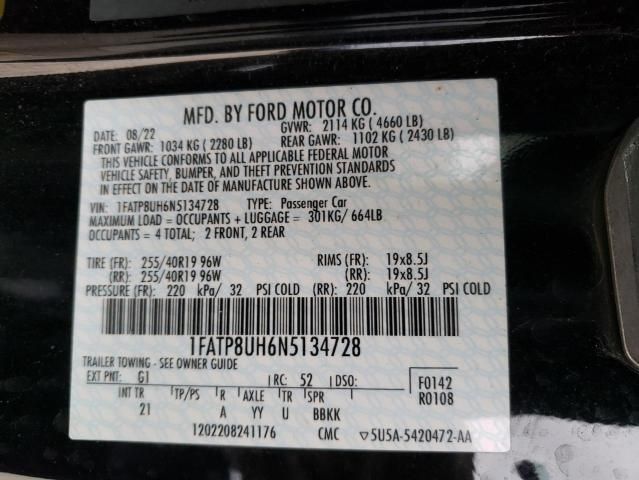 MFD. BY FORD MOTOR CO.
DATE: 08/22 GVWR: 2114 KG ( 4660 LB)
FRONT GAWR: 1034 KG ( 2280 LB) REAR GAWR: 1102 KG ( 2430 LB)
THIS VEHICLE CONFORMS TO ALL APPLICABLE FEDERAL MOTOR
VEHICLE SAFETY, BUMPER, AND THEFT PREVENTION STANDARDS
IN EFFECT ON THE DATE OF MANUFACTURE SHOWN ABOVE.
VIN: 1FATP8UH6N5134728 TYPE: Passenger Car
MAXIMUM LOAD = OCCUPANTS + LUGGAGE = 301KG/ 664LB
OCCUPANTS = 4 TOTAL; 2 FRONT, 2 REAR
TIRE (FR): 255/40R19 96W RIMS (FR): 19x8.5J
(RR): 255/40R19 96W (RR): 19x8.5J
PRESSURE (FR): 220 kPa/ 32 PSI COLD (RR): 220 kPa/ 32 PSI COLD
1FATP8UH6N5134728
TRAILER TOWING - SEE OWNER GUIDE
EXT PNT: G1 RC: 52 DSO: F0142
INT TR TP/PS R AXLE TR SPR R0108
21 A YY U BBKK
1202208241176 CMC ▽5U5A-5420472-AA